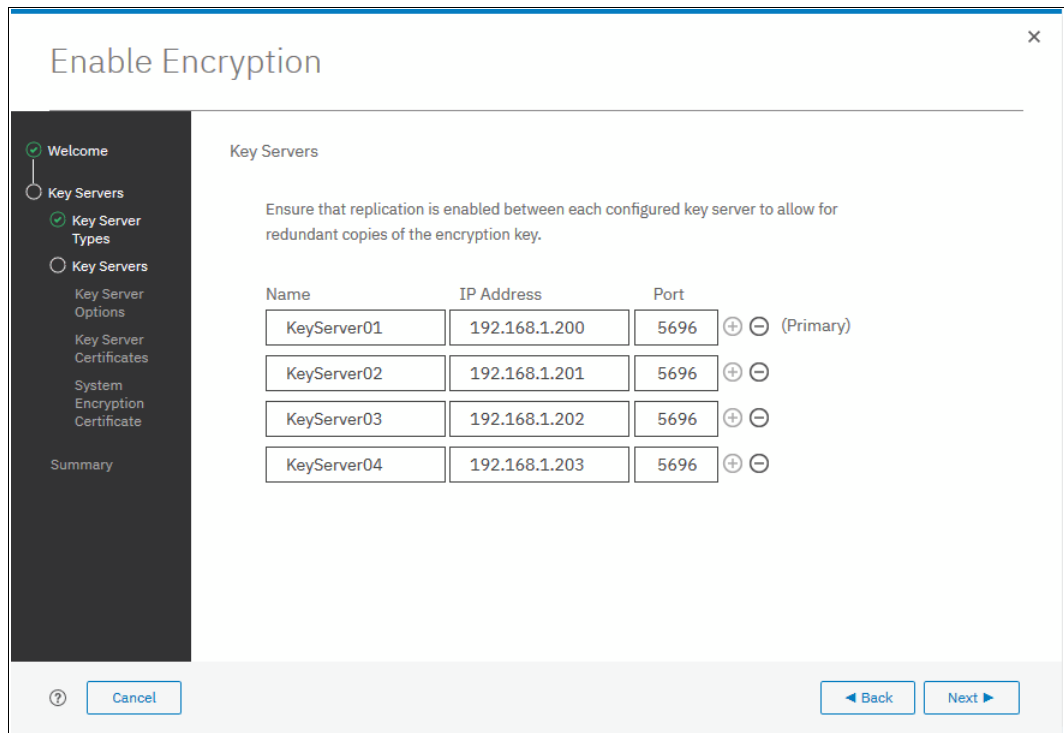 Enable Encryption
Welcome
Key Servers
Key Server
Types
Key Servers
Key Server
Options
Key Server
Certificates
System
Encryption
Certificate
Summary
Key Servers
Ensure that replication is enabled between each configured key server to allow for
redundant copies of the encryption key.
Name IP Address Port
KeyServer01 192.168.1.200 5696 (Primary)
KeyServer02 192.168.1.201 5696
KeyServer03 192.168.1.202 5696
KeyServer04 192.168.1.203 5696
? Cancel ◄ Back Next ►